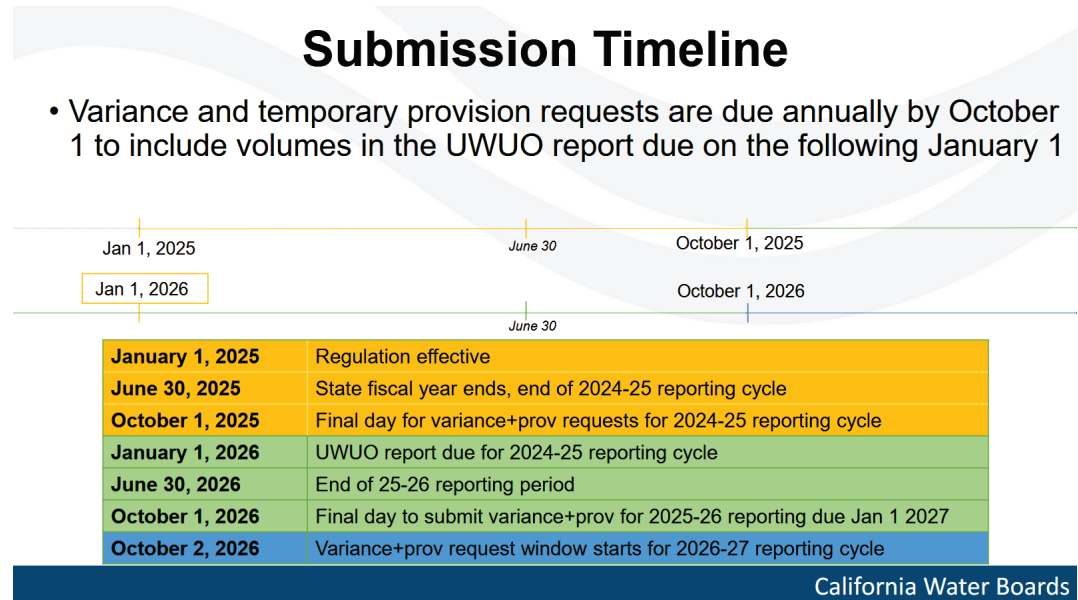 Submission Timeline
• Variance and temporary provision requests are due annually by October
1 to include volumes in the UWUO report due on the following January 1
Jan 1, 2025
June 30
October 1, 2025
Jan 1, 2026
October 1, 2026
June 30
January 1, 2025 Regulation effective
June 30, 2025 State fiscal year ends, end of 2024-25 reporting cycle
October 1, 2025 Final day for variance+prov requests for 2024-25 reporting cycle
January 1, 2026 UWUO report due for 2024-25 reporting cycle
June 30, 2026 End of 25-26 reporting period
October 1, 2026 Final day to submit variance+prov for 2025-26 reporting due Jan 1 2027
October 2, 2026 Variance+prov request window starts for 2026-27 reporting cycle
California Water Boards